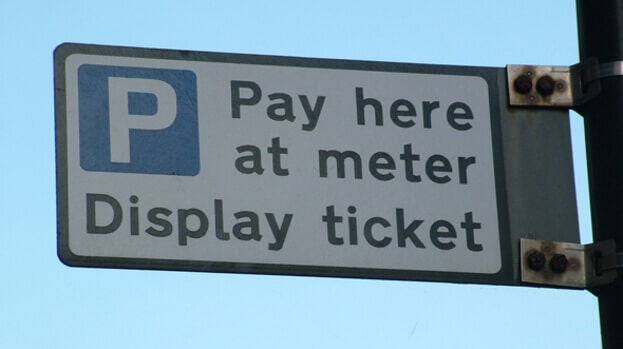 P
Pay here
at meter
Display ticket